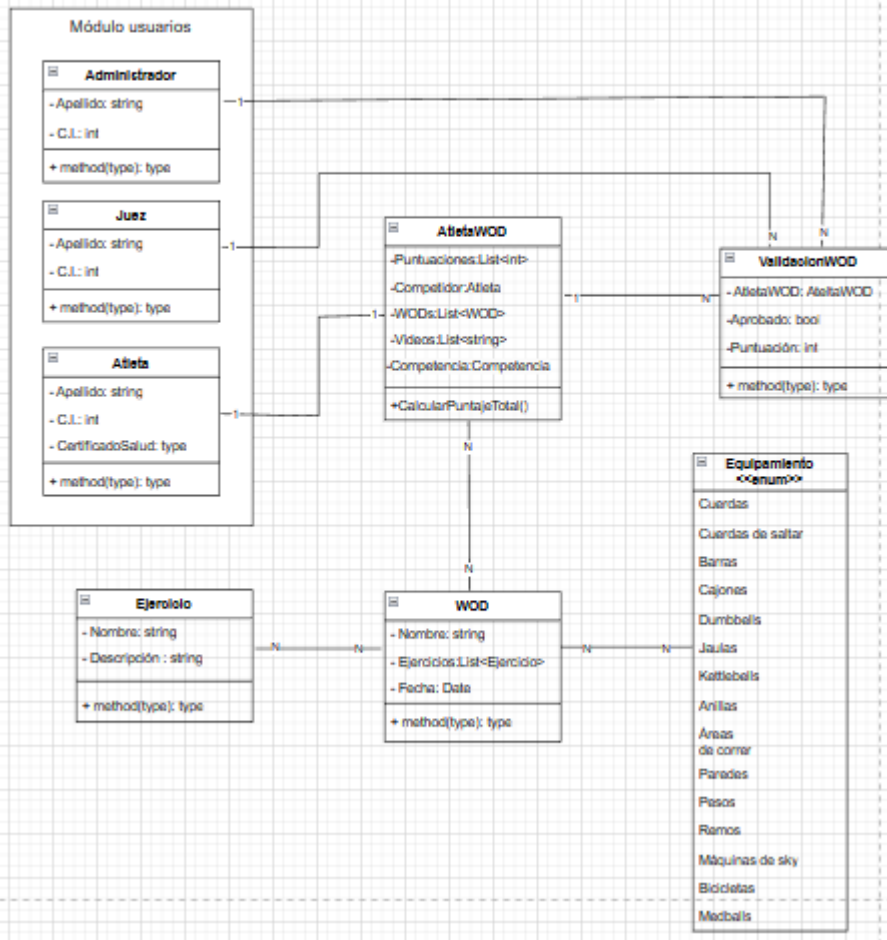 Módulo usuarios
Administrador
- Apellido: string
- C.I.: int
+ method(type): type
Juez
- Apellido: string
- C.I.: int
+ method(type): type
Atleta
- Apellido: string
- C.I.: int
- CertificadoSalud: type
+ method(type): type
1
1
1
1
AtletaWOD
-Puntuaciones:List<int>
-Competidor:Atleta
-WODs:List<WOD>
-Videos:List<string>
-Competencia:Competencia
+CalcularPuntajeTotal()
1
N
N
N
ValidacionWOD
- AtletaWOD: AteltaWOD
-Aprobado: bool
-Puntuación: int
+ method(type): type
N
N
Ejercicio
- Nombre: string
- Descripción : string
+ method(type): type
N
N
WOD
- Nombre: string
- Ejercicios:List<Ejercicio>
- Fecha: Date
+ method(type): type
N
N
Equipamiento
<<enum>>
Cuerdas
Cuerdas de saltar
Barras
Cajones
Dumbbells
Jaulas
Kettlebells
Anillas
Áreas
de correr
Paredes
Pesos
Remos
Máquinas de sky
Bicicletas
Medballs